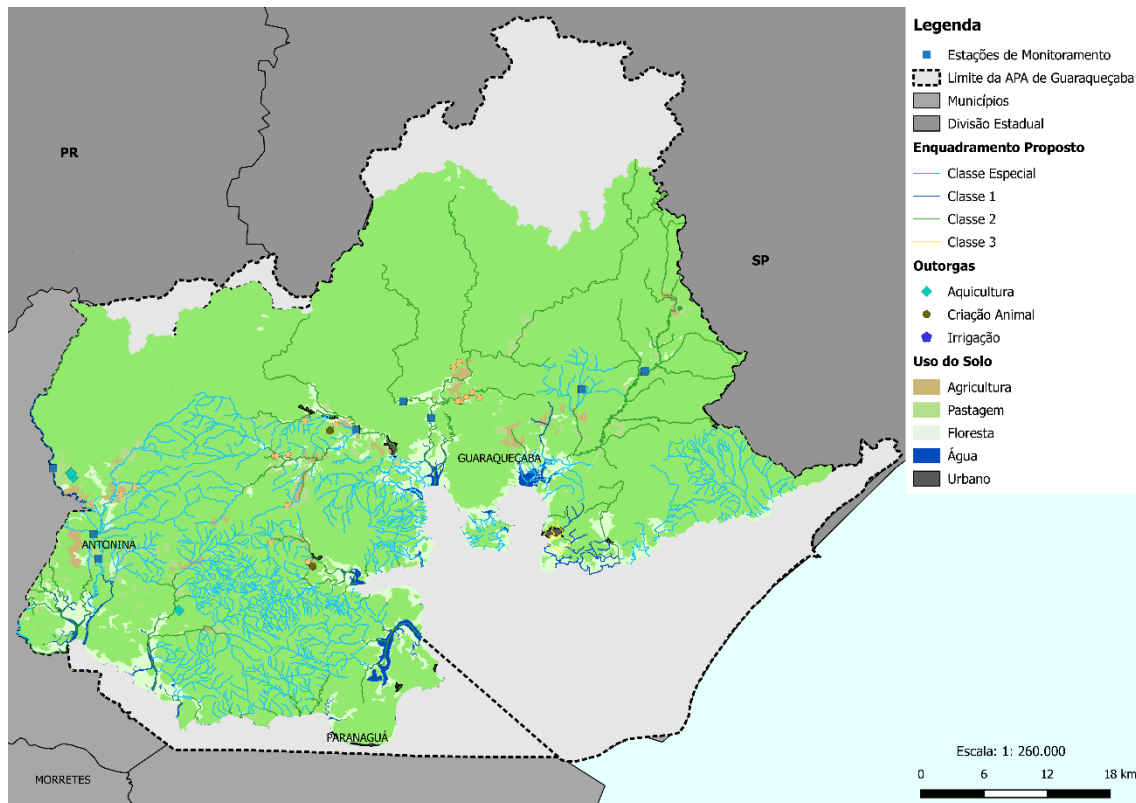 PR
SP
GUARAQUEÇABA
ANTONINA
PARANAGUÁ
MORRETES
Legenda
Estações de Monitoramento
Limite da APA de Guaraqueçaba
Municípios
Divisão Estadual
Enquadramento Proposto
Classe Especial
Classe 1
Classe 2
Classe 3
Outorgas
Aquicultura
Criação Animal
Irrigação
Uso do Solo
Agricultura
Pastagem
Floresta
Água
Urbano
Escala: 1: 260.000
0 6 12 18 km